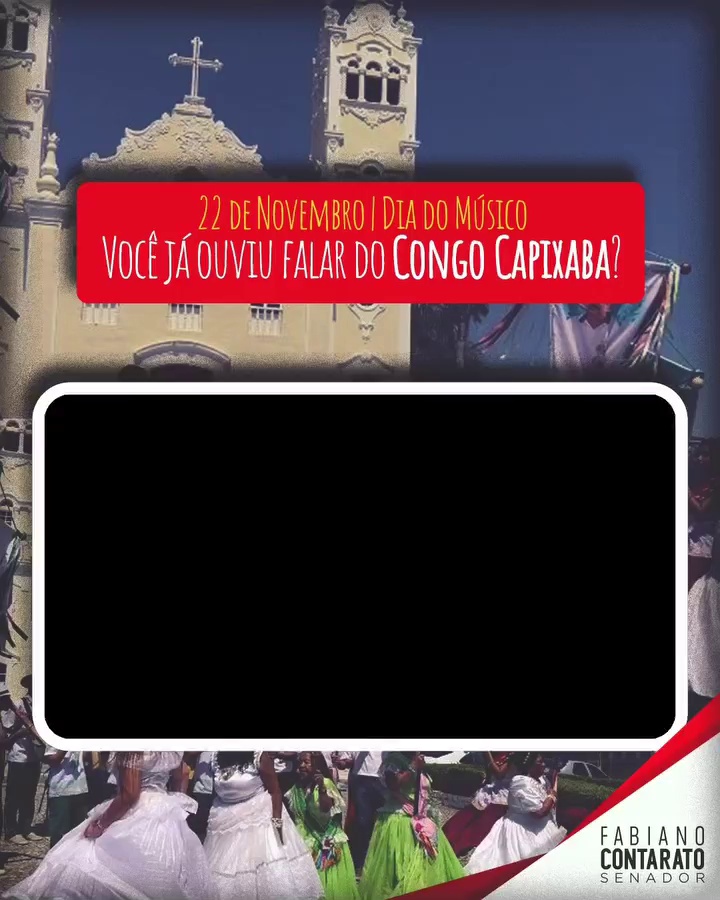 22 de Novembro | Dia do Músico
Você já ouviu falar do Congo Capixaba?
FABIANO
CONTARATO
SENADOR